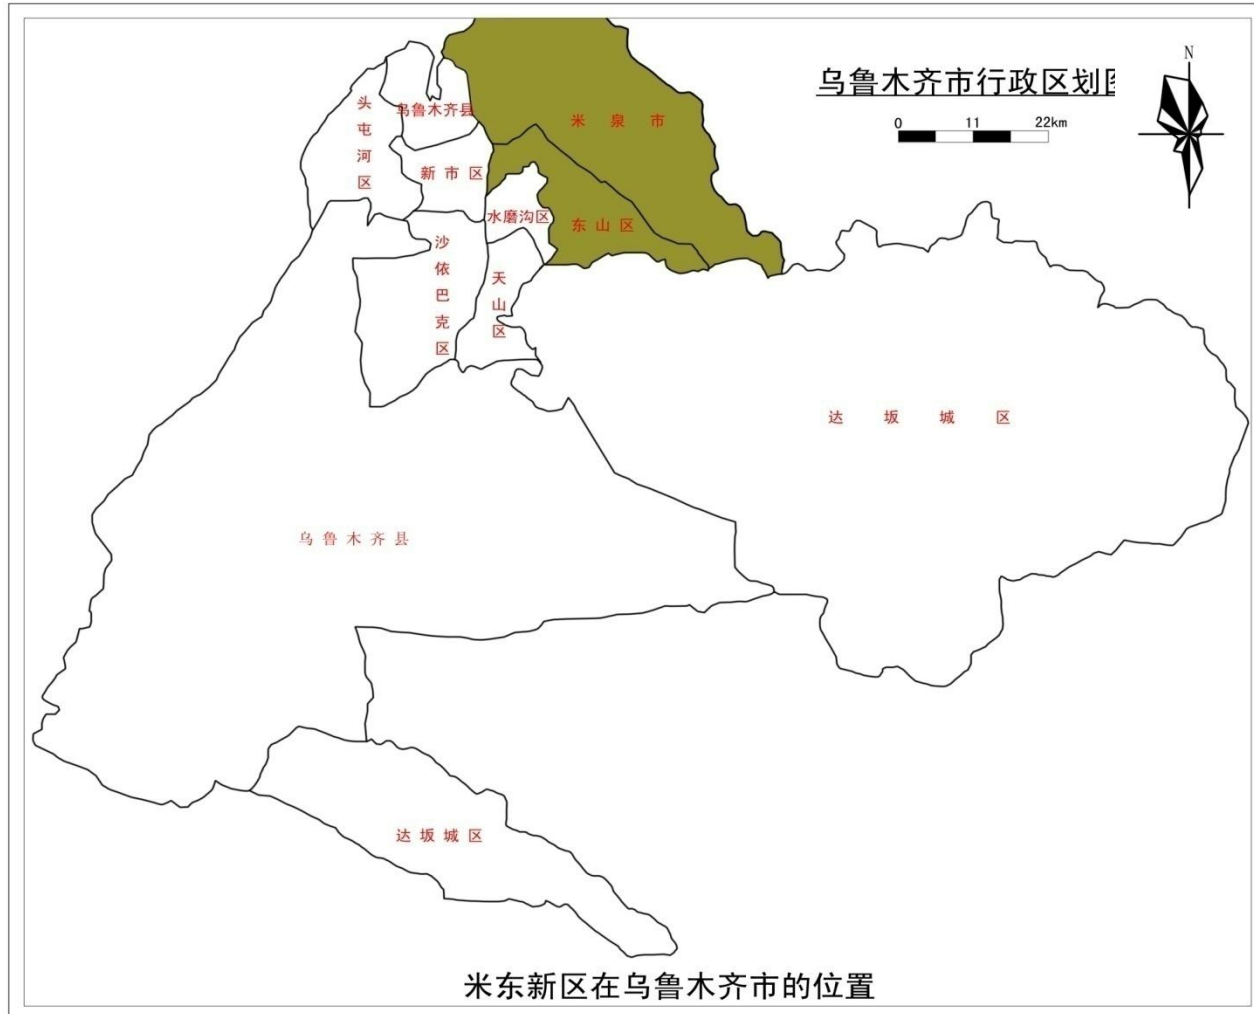 乌鲁木齐市行政区划图
N
0 11 22km
头屯河区
乌鲁木齐县
米泉市
新市区
水磨沟区
东山区
沙依巴克区
天山区
达坂城区
乌鲁木齐县
达坂城区
米东新区在乌鲁木齐市的位置